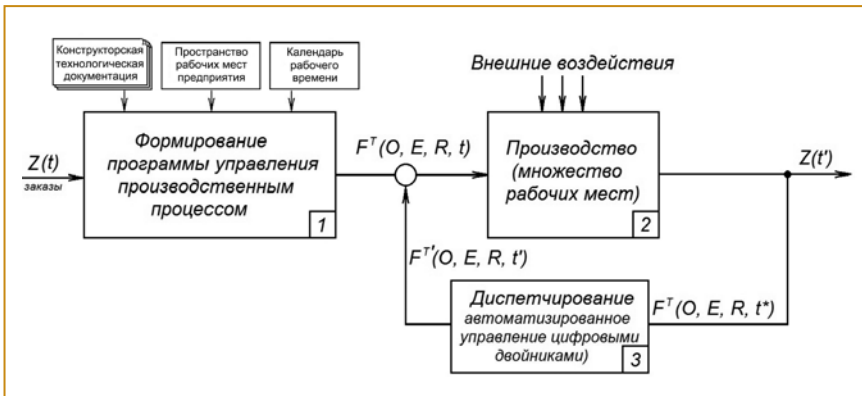 Конструкторская
технологическая
документация
Пространство
рабочих мест
предприятия
Календарь
рабочего
времени
Внешние воздействия
Z(t)
заказы
Формирование
программы управления
производственным
процессом
1
F^T(O, E, R, t)
Производство
(множество
рабочих мест)
2
Z(t')
F^T'(O, E, R, t')
Диспетчирование
автоматизированное
управление цифровыми
двойниками)
3
F^T(O, E, R, t*)